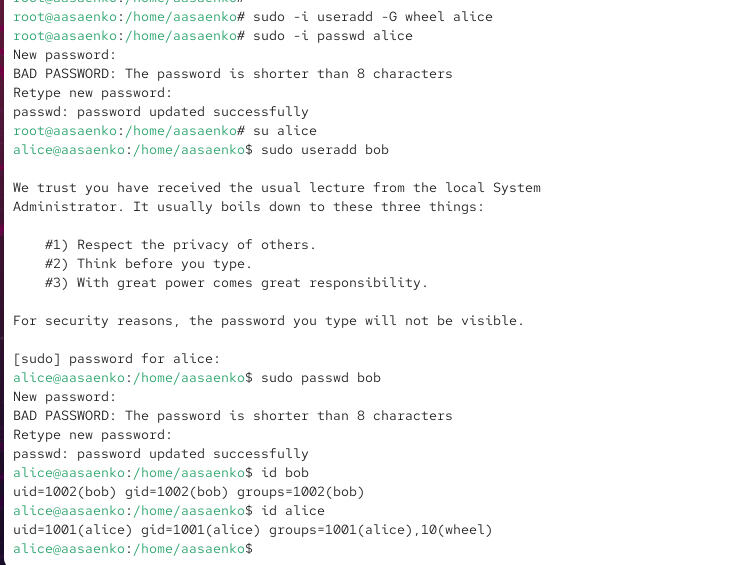 root@aasaenko:/home/aasaenko# sudo -i useradd -G wheel alice
root@aasaenko:/home/aasaenko# sudo -i passwd alice
New password:
BAD PASSWORD: The password is shorter than 8 characters
Retype new password:
passwd: password updated successfully
root@aasaenko:/home/aasaenko# su alice
alice@aasaenko:/home/aasaenko$ sudo useradd bob

We trust you have received the usual lecture from the local System
Administrator. It usually boils down to these three things:

    #1) Respect the privacy of others.
    #2) Think before you type.
    #3) With great power comes great responsibility.

For security reasons, the password you type will not be visible.

[sudo] password for alice:
alice@aasaenko:/home/aasaenko$ sudo passwd bob
New password:
BAD PASSWORD: The password is shorter than 8 characters
Retype new password:
passwd: password updated successfully
alice@aasaenko:/home/aasaenko$ id bob
uid=1002(bob) gid=1002(bob) groups=1002(bob)
alice@aasaenko:/home/aasaenko$ id alice
uid=1001(alice) gid=1001(alice) groups=1001(alice),10(wheel)
alice@aasaenko:/home/aasaenko$